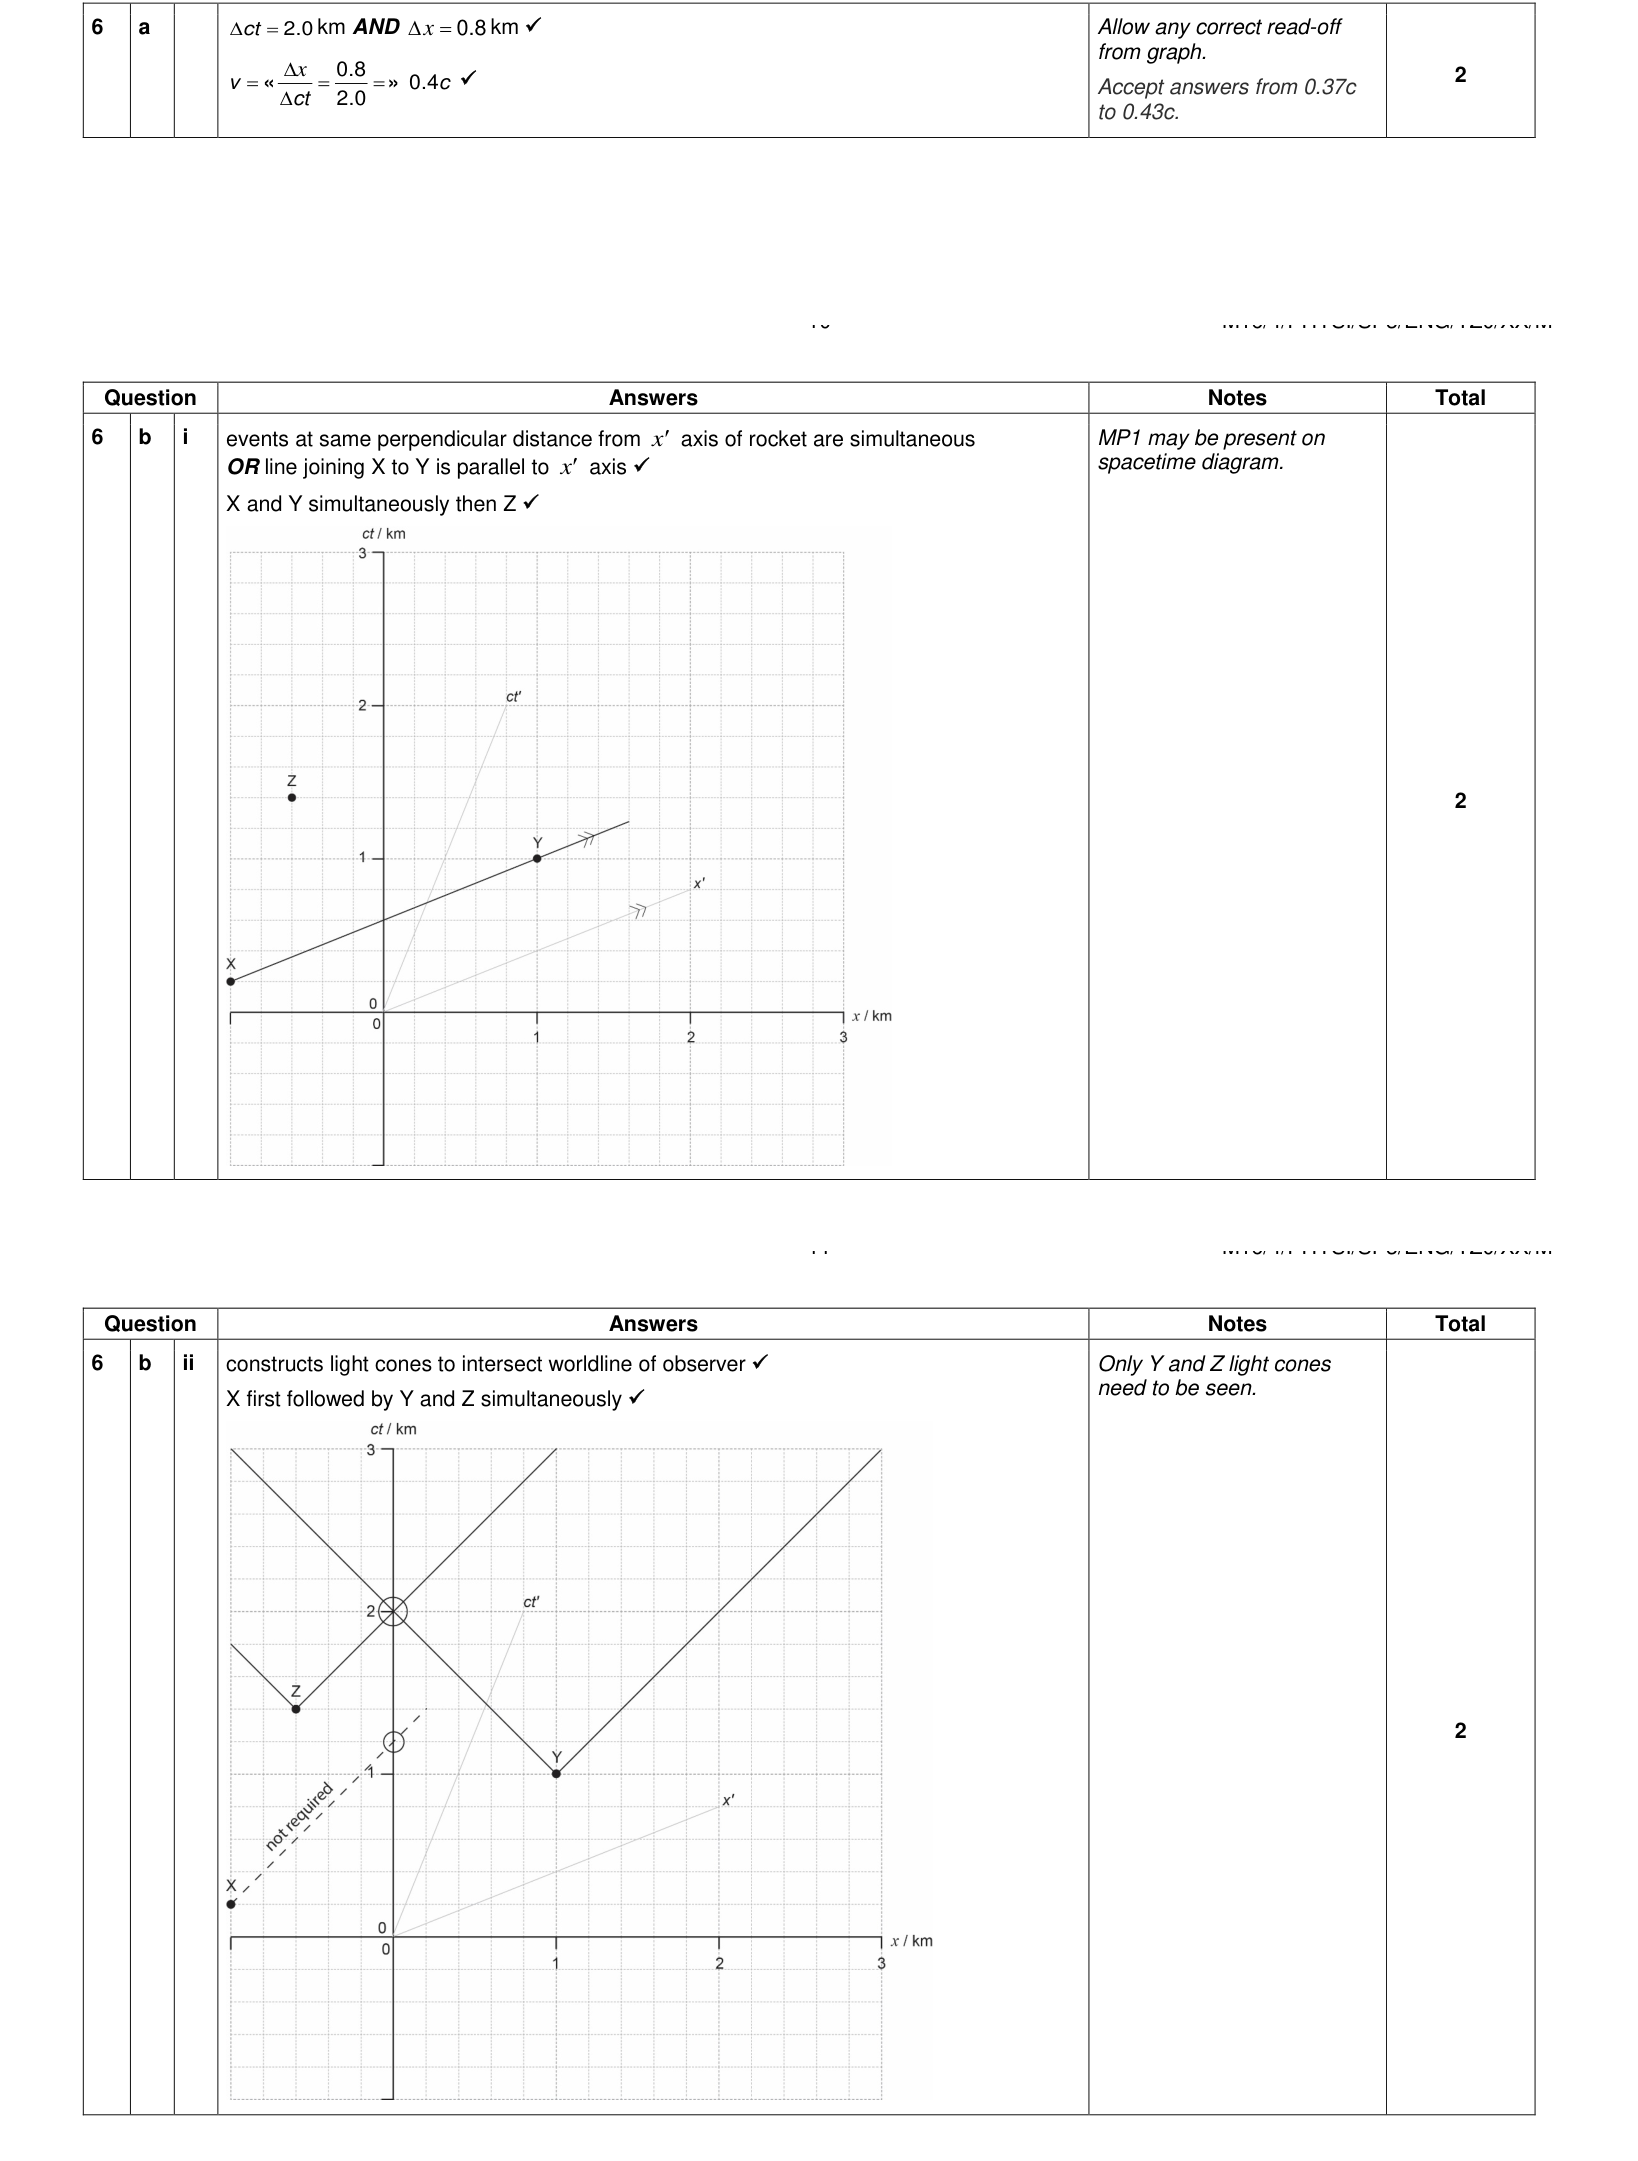 6 a Δct = 2.0 km AND Δx = 0.8 km ✓ Allow any correct read-off
from graph.
v = « Δx/Δct = 0.8/2.0 = » 0.4c ✓ 2
Accept answers from 0.37c
to 0.43c.
Question Answers Notes Total
6 b i events at same perpendicular distance from x′ axis of rocket are simultaneous MP1 may be present on
OR line joining X to Y is parallel to x′ axis ✓ spacetime diagram.
X and Y simultaneously then Z ✓
ct / km
3
ct′
2
Z
2
Y
1
x′
X
0
0 x / km
1 2 3
Question Answers Notes Total
6 b ii constructs light cones to intersect worldline of observer ✓ Only Y and Z light cones
X first followed by Y and Z simultaneously ✓ need to be seen.
ct / km
3
ct′
2
Z
2
Y
1
x′
not required
X
0
0 x / km
1 2 3